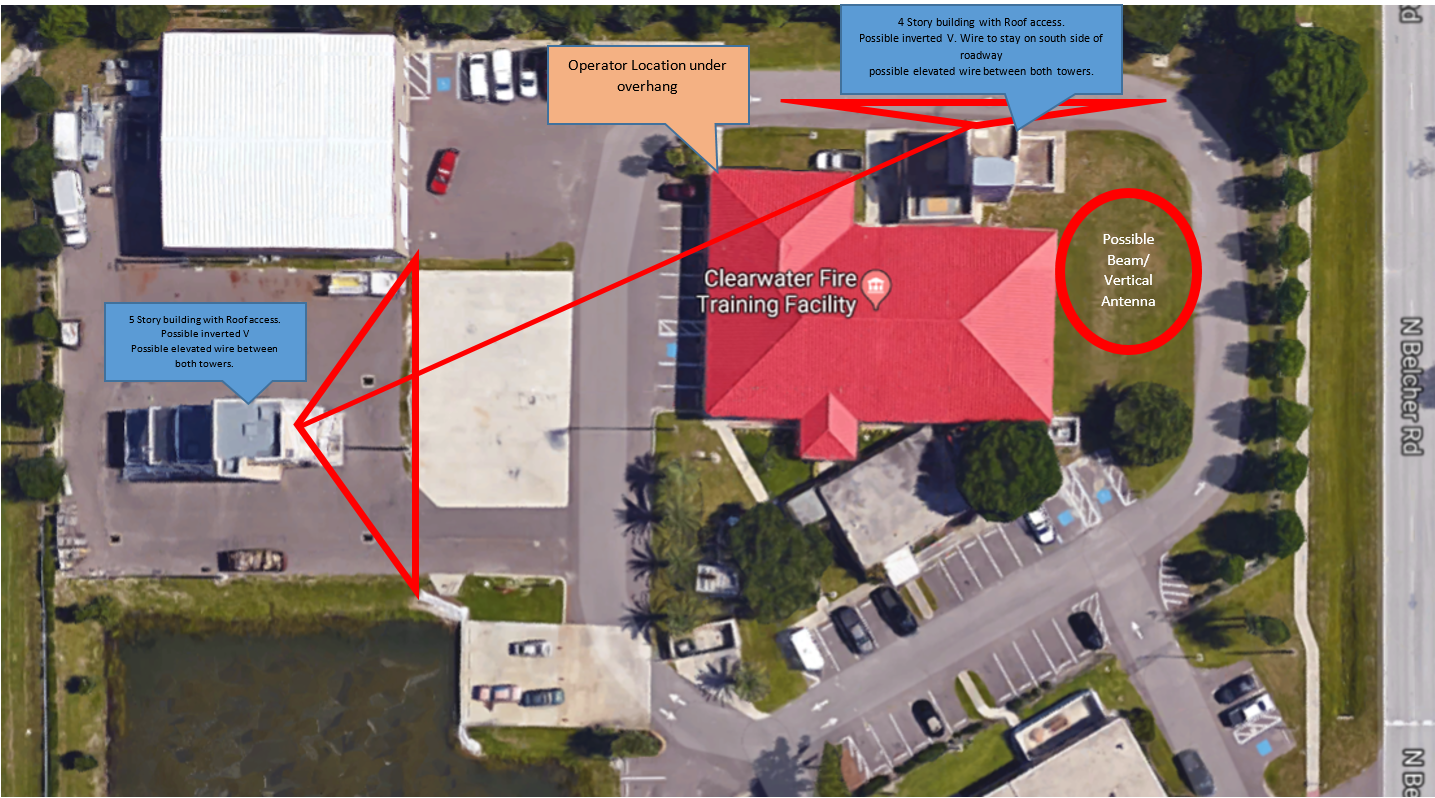 4 Story building with Roof access.
Possible inverted V. Wire to stay on south side of
roadway
possible elevated wire between both towers.
Operator Location under
overhang
Possible
Beam/
Vertical
Antenna
Clearwater Fire
Training Facility
5 Story building with Roof access.
Possible inverted V
Possible elevated wire between
both towers.
Rd
N Belcher Rd
N Be